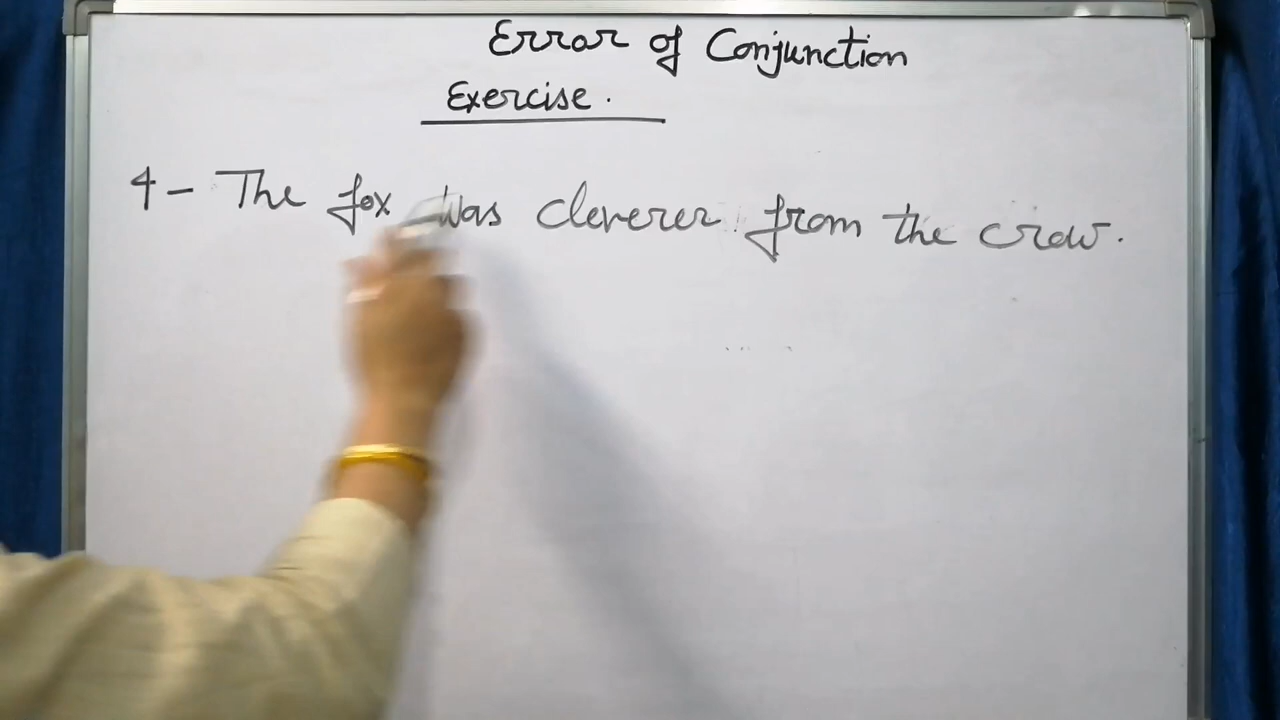 Error of Conjunction
Exercise.
4- The fox was cleverer from the crow.